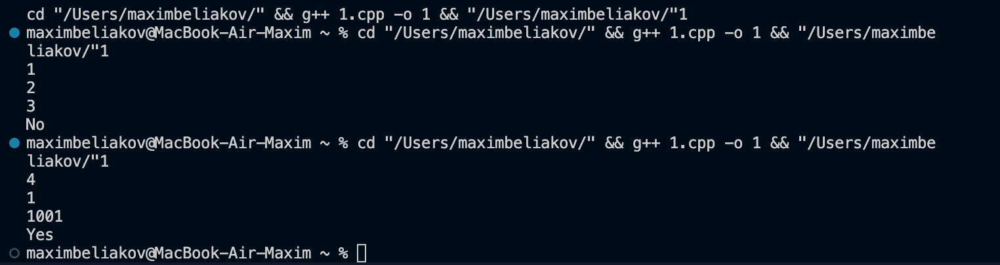 cd "/Users/maximbeliakov/" && g++ 1.cpp -o 1 && "/Users/maximbeliakov/"1
maximbeliakov@MacBook-Air-Maxim ~ % cd "/Users/maximbeliakov/" && g++ 1.cpp -o 1 && "/Users/maximbe
liakov/"1
1
2
3
No
maximbeliakov@MacBook-Air-Maxim ~ % cd "/Users/maximbeliakov/" && g++ 1.cpp -o 1 && "/Users/maximbe
liakov/"1
4
1
1001
Yes
maximbeliakov@MacBook-Air-Maxim ~ %